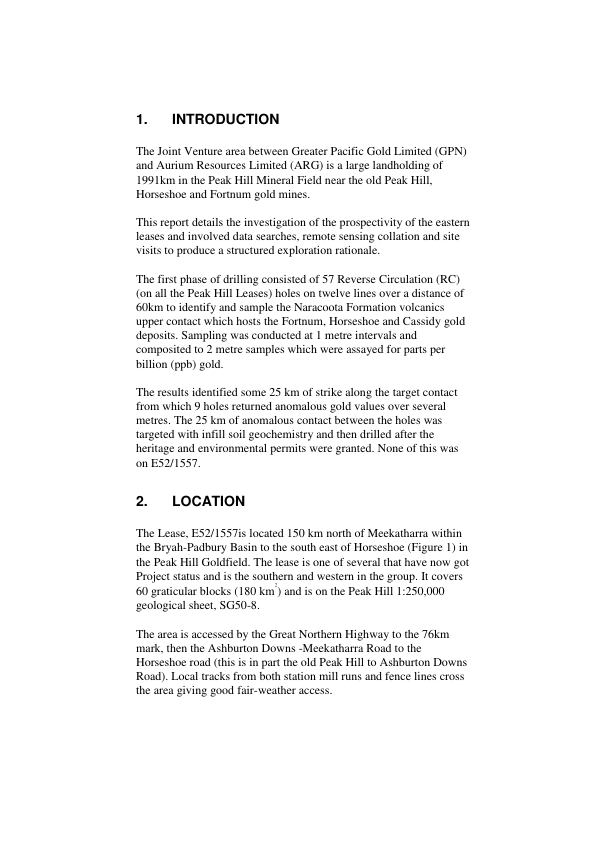 1. INTRODUCTION
The Joint Venture area between Greater Pacific Gold Limited (GPN)
and Aurium Resources Limited (ARG) is a large landholding of
1991km in the Peak Hill Mineral Field near the old Peak Hill,
Horseshoe and Fortnum gold mines.
This report details the investigation of the prospectivity of the eastern
leases and involved data searches, remote sensing collation and site
visits to produce a structured exploration rationale.
The first phase of drilling consisted of 57 Reverse Circulation (RC)
(on all the Peak Hill Leases) holes on twelve lines over a distance of
60km to identify and sample the Naracoota Formation volcanics
upper contact which hosts the Fortnum, Horseshoe and Cassidy gold
deposits. Sampling was conducted at 1 metre intervals and
composited to 2 metre samples which were assayed for parts per
billion (ppb) gold.
The results identified some 25 km of strike along the target contact
from which 9 holes returned anomalous gold values over several
metres. The 25 km of anomalous contact between the holes was
targeted with infill soil geochemistry and then drilled after the
heritage and environmental permits were granted. None of this was
on E52/1557.
2. LOCATION
The Lease, E52/1557is located 150 km north of Meekatharra within
the Bryah-Padbury Basin to the south east of Horseshoe (Figure 1) in
the Peak Hill Goldfield. The lease is one of several that have now got
Project status and is the southern and western in the group. It covers
60 graticular blocks (180 km²) and is on the Peak Hill 1:250,000
geological sheet, SG50-8.
The area is accessed by the Great Northern Highway to the 76km
mark, then the Ashburton Downs -Meekatharra Road to the
Horseshoe road (this is in part the old Peak Hill to Ashburton Downs
Road). Local tracks from both station mill runs and fence lines cross
the area giving good fair-weather access.